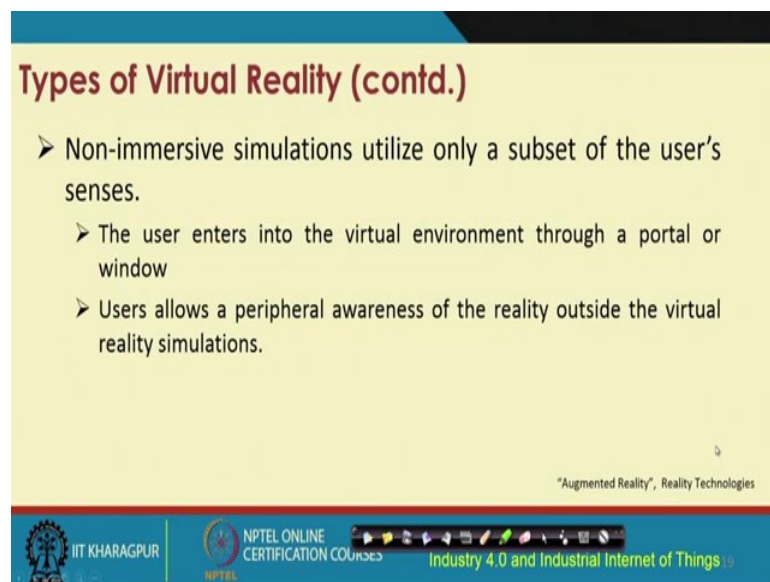 Types of Virtual Reality (contd.)
➤ Non-immersive simulations utilize only a subset of the user's
senses.
➤ The user enters into the virtual environment through a portal or
window
➤ Users allows a peripheral awareness of the reality outside the virtual
reality simulations.
"Augmented Reality", Reality Technologies
IIT KHARAGPUR
NPTEL
NPTEL ONLINE
CERTIFICATION COURSES
Industry 4.0 and Industrial Internet of Things 19